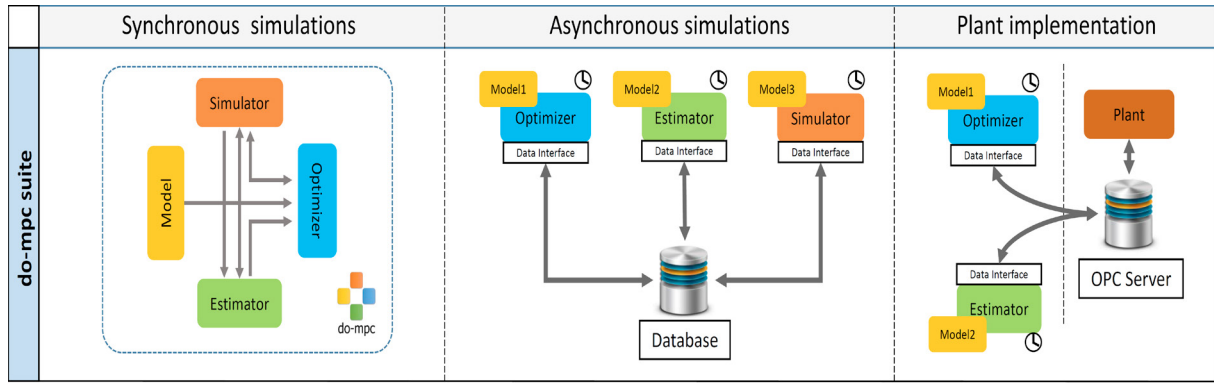 Synchronous simulations
Asynchronous simulations
Plant implementation
do-mpc suite
Simulator
Model
Optimizer
Estimator
do-mpc
Model1
Optimizer
Data Interface
Model2
Estimator
Data Interface
Model3
Simulator
Data Interface
Database
Model1
Optimizer
Data Interface
Plant
Data Interface
Estimator
Model2
OPC Server